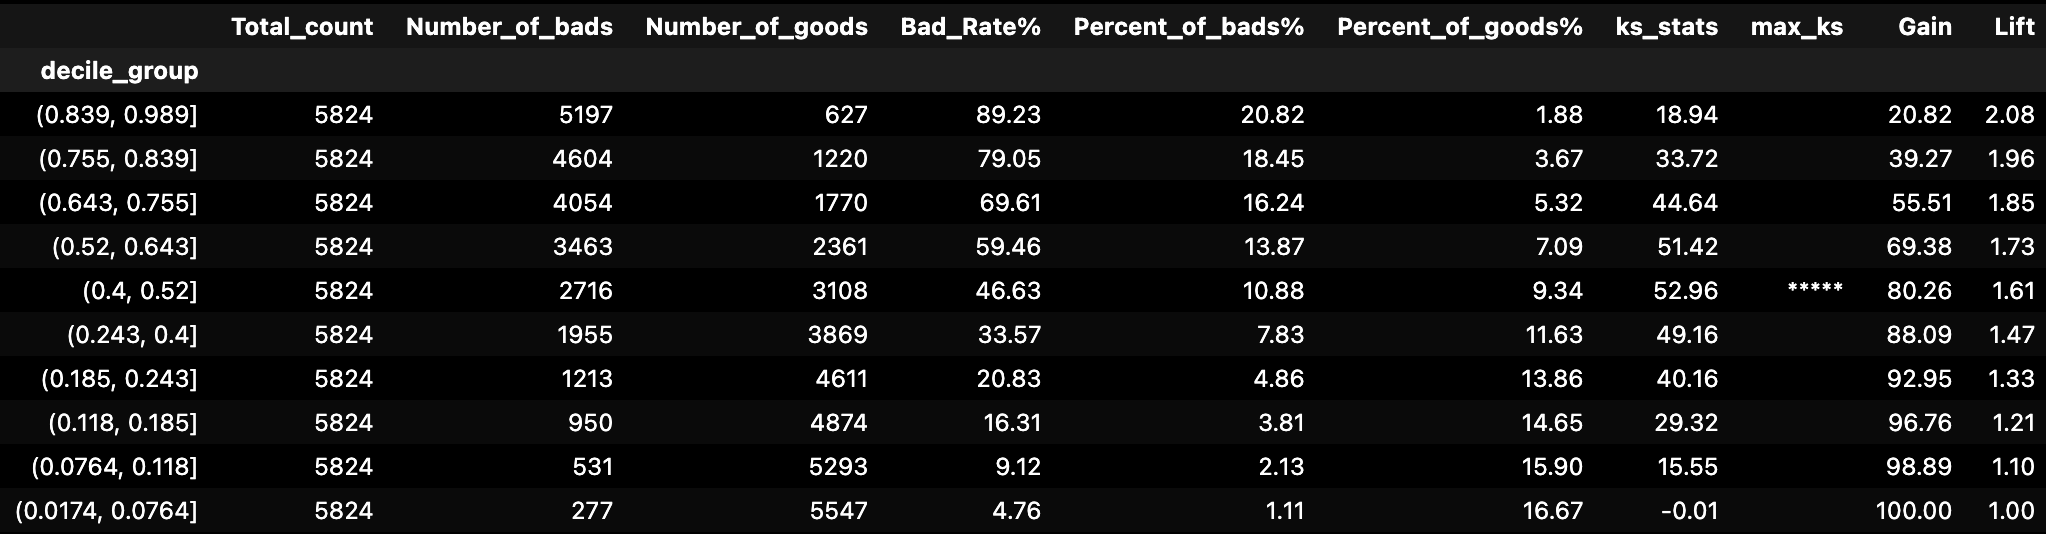 Total_count Number_of_bads Number_of_goods Bad_Rate% Percent_of_bads% Percent_of_goods% ks_stats max_ks Gain Lift
decile_group
(0.839, 0.989] 5824 5197 627 89.23 20.82 1.88 18.94 20.82 2.08
(0.755, 0.839] 5824 4604 1220 79.05 18.45 3.67 33.72 39.27 1.96
(0.643, 0.755] 5824 4054 1770 69.61 16.24 5.32 44.64 55.51 1.85
(0.52, 0.643] 5824 3463 2361 59.46 13.87 7.09 51.42 69.38 1.73
(0.4, 0.52] 5824 2716 3108 46.63 10.88 9.34 52.96 ***** 80.26 1.61
(0.243, 0.4] 5824 1955 3869 33.57 7.83 11.63 49.16 88.09 1.47
(0.185, 0.243] 5824 1213 4611 20.83 4.86 13.86 40.16 92.95 1.33
(0.118, 0.185] 5824 950 4874 16.31 3.81 14.65 29.32 96.76 1.21
(0.0764, 0.118] 5824 531 5293 9.12 2.13 15.90 15.55 98.89 1.10
(0.0174, 0.0764] 5824 277 5547 4.76 1.11 16.67 -0.01 100.00 1.00